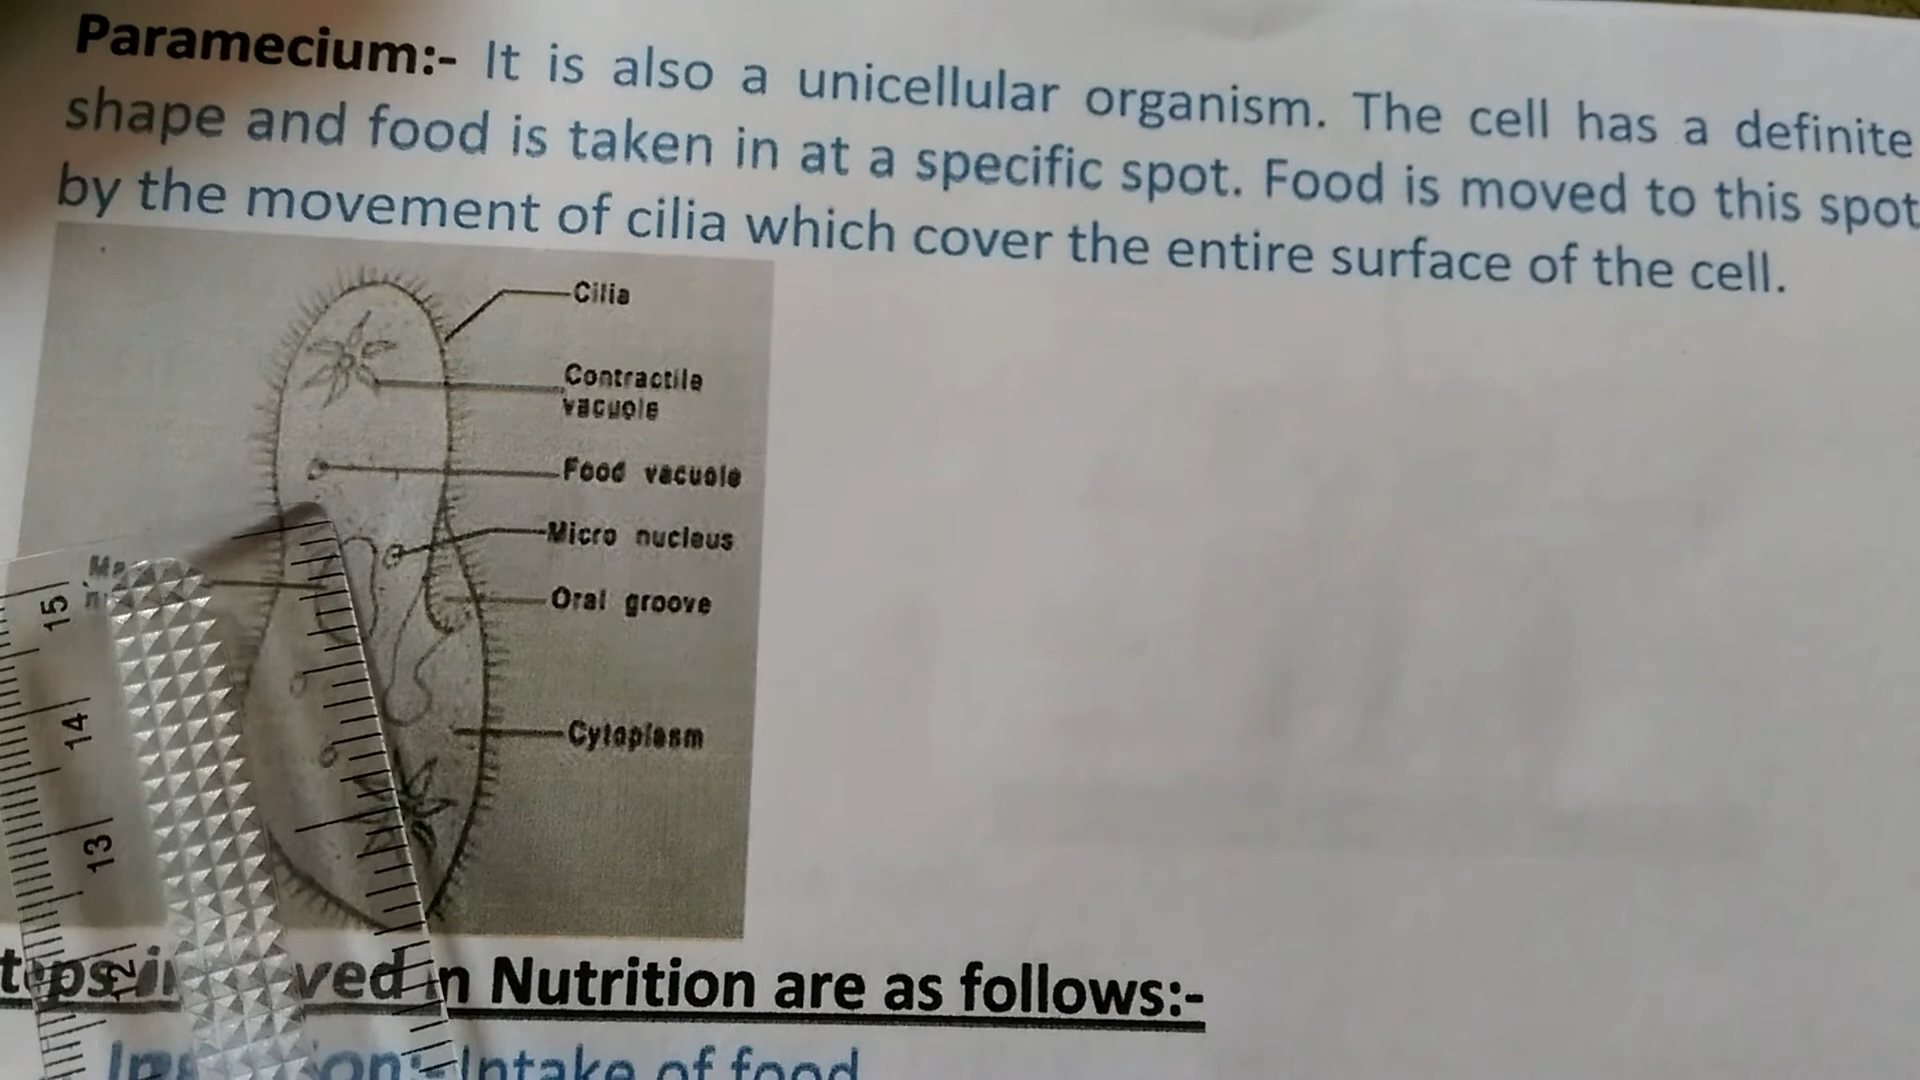 Paramecium:- It is also a unicellular organism. The cell has a definite
shape and food is taken in at a specific spot. Food is moved to this spot
by the movement of cilia which cover the entire surface of the cell.
Cilia
Contractile
vacuole
Food vacuole
Micro nucleus
Oral groove
Cytoplasm
15
14
13
12
in Nutrition are as follows:-
Intake of food